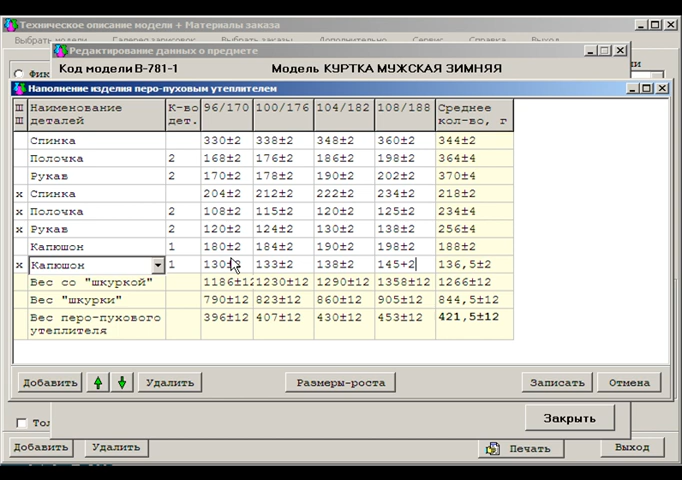 Техническое описание модели + Материалы заказа
Выбрать модели Галерея зарисовок Выбрать заказы Дополнительно Сервис Справка Выход
Редактирование данных о предмете
Фик
Код модели В-781-1 Модель КУРТКА МУЖСКАЯ ЗИМНЯЯ
Наполнение изделия перо-пуховым утеплителем
Ш Наименование К-во 96/170 100/176 104/182 108/188 Среднее
Ш деталей дет. кол-во, г
Спинка 330±2 338±2 348±2 360±2 344±2
Полочка 2 168±2 176±2 186±2 198±2 364±4
Рукав 2 170±2 178±2 190±2 202±2 370±4
х Спинка 204±2 212±2 222±2 234±2 218±2
х Полочка 2 108±2 115±2 120±2 125±2 234±4
х Рукав 2 120±2 124±2 130±2 138±2 256±4
Капюшон 1 180±2 184±2 190±2 198±2 188±2
х Капюшон 1 130±2 133±2 138±2 145+2 136,5±2
Вес со "шкуркой" 1186±12 1230±12 1290±12 1358±12 1266±12
Вес "шкурки" 790±12 823±12 860±12 905±12 844,5±12
Вес перо-пухового 396±12 407±12 430±12 453±12 421,5±12
утеплителя
Добавить Удалить Размеры-роста Записать Отмена
Тол
Закрыть
Добавить Удалить Печать Выход